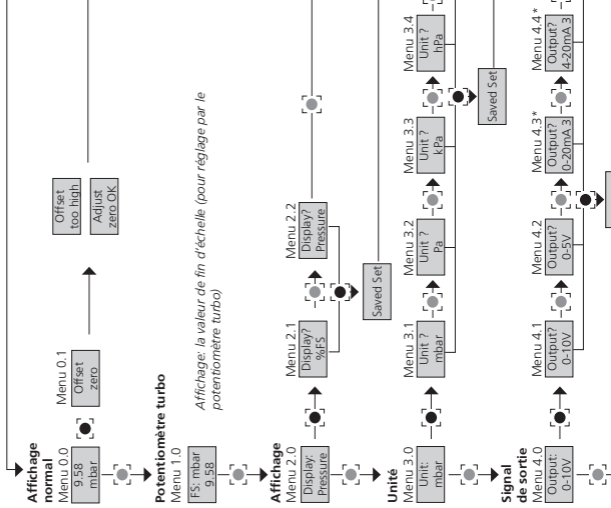 Affichage
normal
Menu 0.0
9.58
mbar
Menu 0.1
Offset
zero
Offset
too high
Adjust
zero OK
Potentiomètre turbo
Menu 1.0
FS: mbar
9.58
Affichage: la valeur de fin d'échelle (pour réglage par le
potentiomètre turbo)
Affichage
Menu 2.0
Display:
Pressure
Menu 2.1
Display?
%FS
Menu 2.2
Display?
Pressure
Saved Set
Unité
Menu 3.0
Unit:
mbar
Menu 3.1
Unit ?
mbar
Menu 3.2
Unit ?
Pa
Menu 3.3
Unit ?
kPa
Menu 3.4
Unit ?
hPa
Saved Set
Signal
de sortie
Menu 4.0
Output:
0-10V
Menu 4.1
Output?
0-10V
Menu 4.2
Output?
0-5V
Menu 4.3*
Output?
0-20mA 3
Menu 4.4*
Output?
4-20mA 3